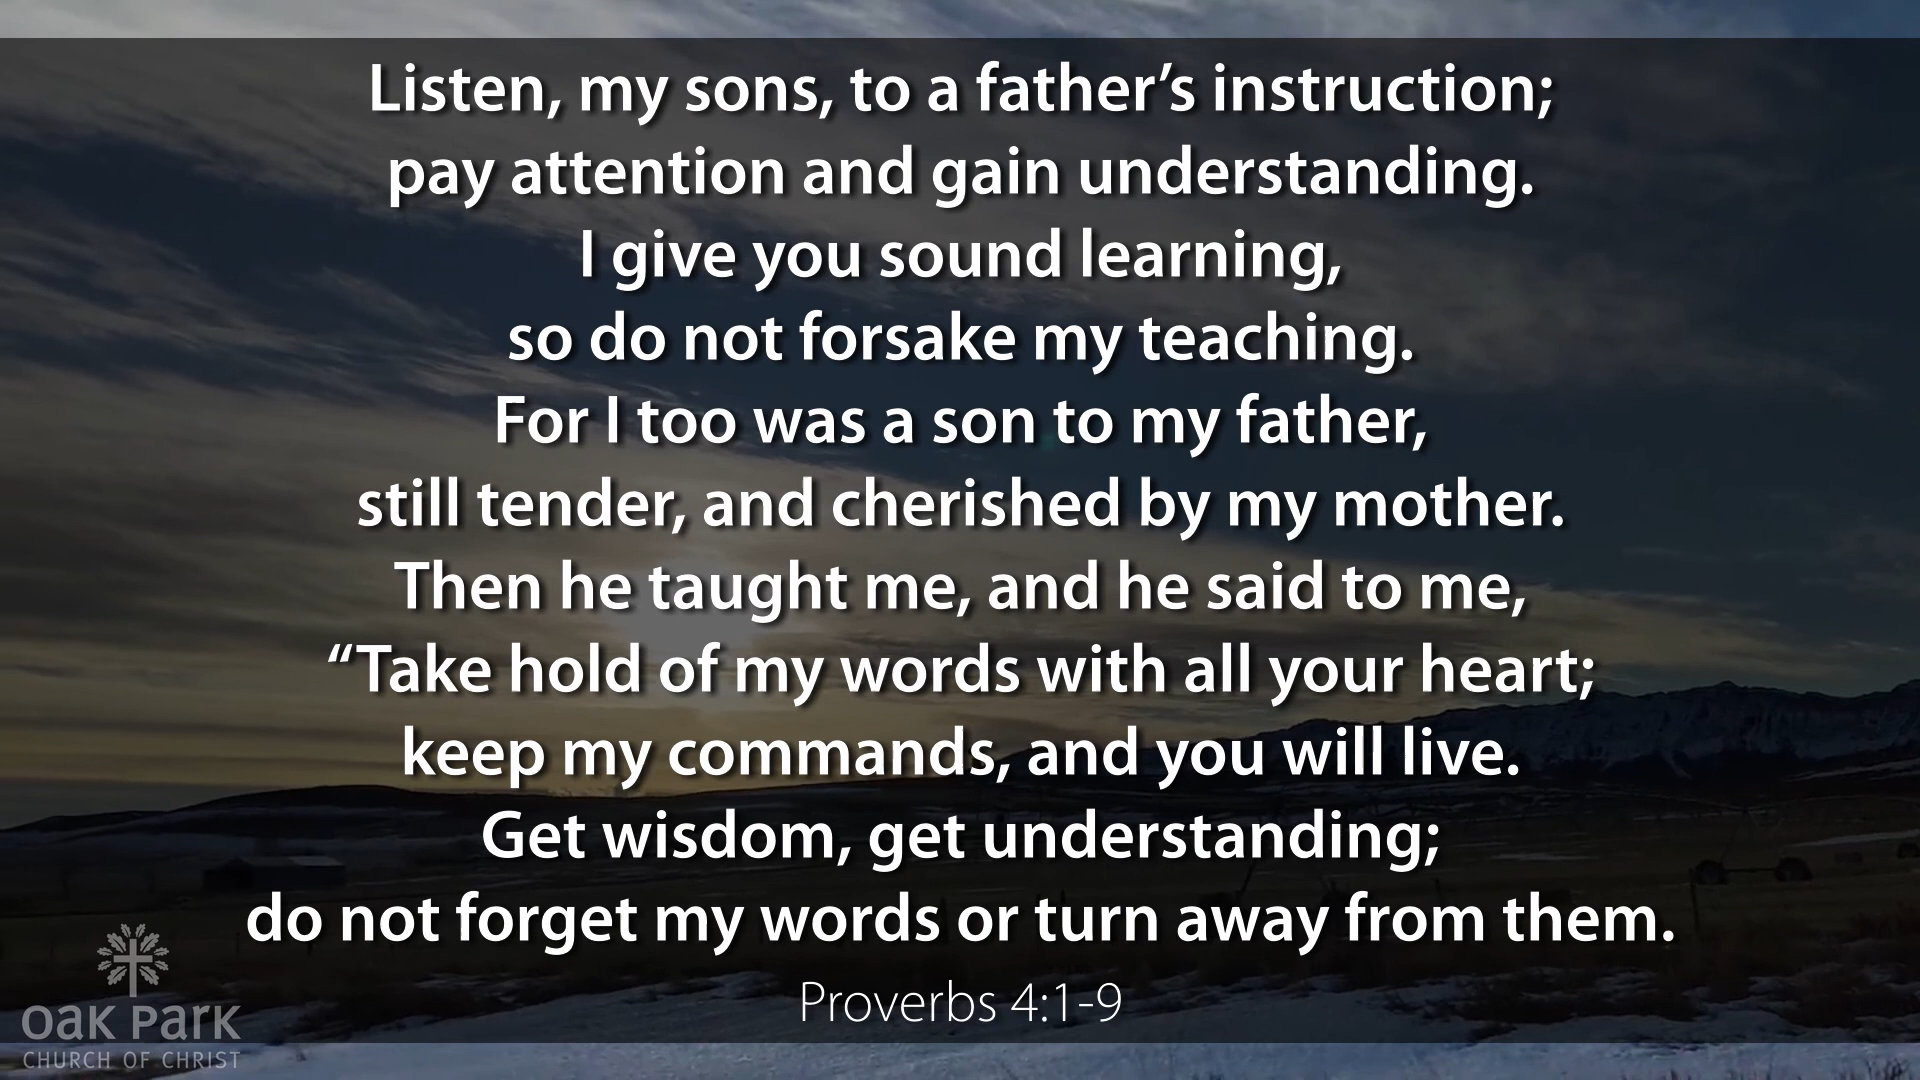 Listen, my sons, to a father’s instruction;
pay attention and gain understanding.
I give you sound learning,
so do not forsake my teaching.
For I too was a son to my father,
still tender, and cherished by my mother.
Then he taught me, and he said to me,
“Take hold of my words with all your heart;
keep my commands, and you will live.
Get wisdom, get understanding;
do not forget my words or turn away from them.
Proverbs 4:1-9
Oak Park
CHURCH OF CHRIST